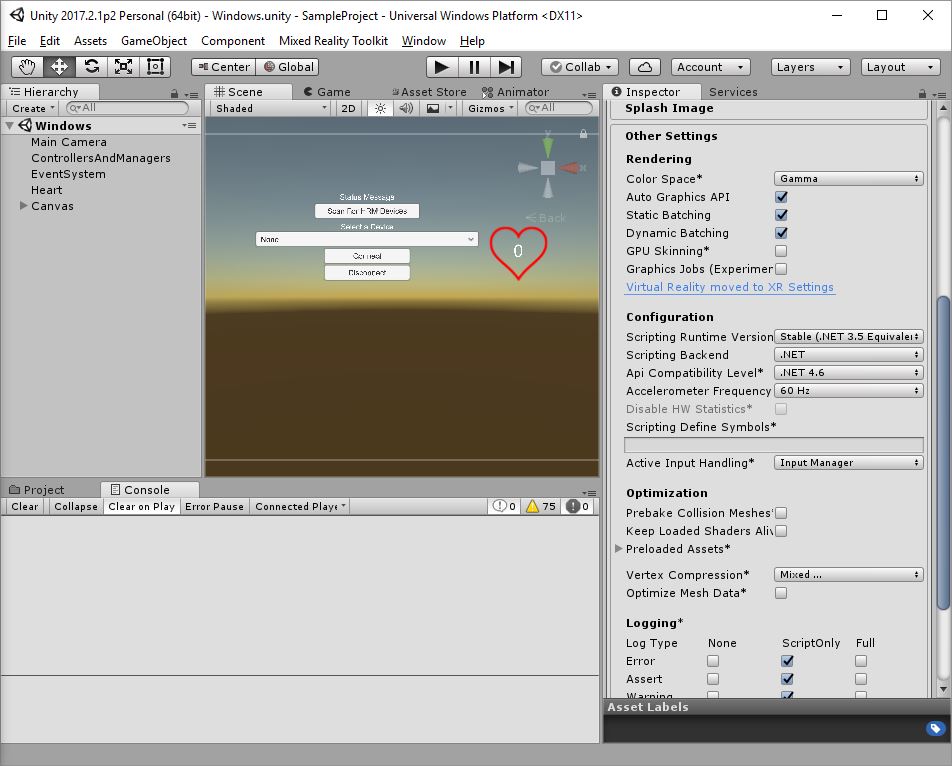 Unity 2017.2.1p2 Personal (64bit) - Windows.unity - SampleProject - Universal Windows Platform <DX11>
File Edit Assets GameObject Component Mixed Reality Toolkit Window Help
Center Global Collab Account Layers Layout
Hierarchy
Create All
Windows
Main Camera
ControllersAndManagers
EventSystem
Heart
Canvas
Scene Game Asset Store Animator
Shaded 2D Gizmos All
y
x
Back
Status Message
Scan For HRM Devices
Select a Device
None
Connect
Disconnect
0
Project Console
Clear Collapse Clear on Play Error Pause Connected Playe 0 75 0
Inspector Services
Splash Image
Other Settings
Rendering
Color Space* Gamma
Auto Graphics API
Static Batching
Dynamic Batching
GPU Skinning*
Graphics Jobs (Experimer
Virtual Reality moved to XR Settings
Configuration
Scripting Runtime Version Stable (.NET 3.5 Equivaler
Scripting Backend .NET
Api Compatibility Level* .NET 4.6
Accelerometer Frequency 60 Hz
Disable HW Statistics*
Scripting Define Symbols*
Active Input Handling* Input Manager
Optimization
Prebake Collision Meshes*
Keep Loaded Shaders Aliv
Preloaded Assets*
Vertex Compression* Mixed ...
Optimize Mesh Data*
Logging*
Log Type None ScriptOnly Full
Error
Assert
Warning
Asset Labels